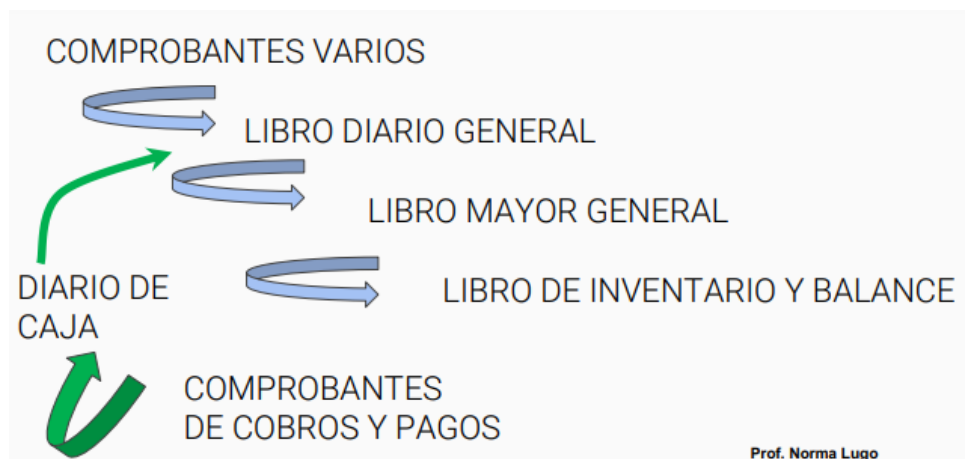 COMPROBANTES VARIOS
LIBRO DIARIO GENERAL
LIBRO MAYOR GENERAL
DIARIO DE
CAJA
LIBRO DE INVENTARIO Y BALANCE
COMPROBANTES
DE COBROS Y PAGOS
Prof. Norma Lugo